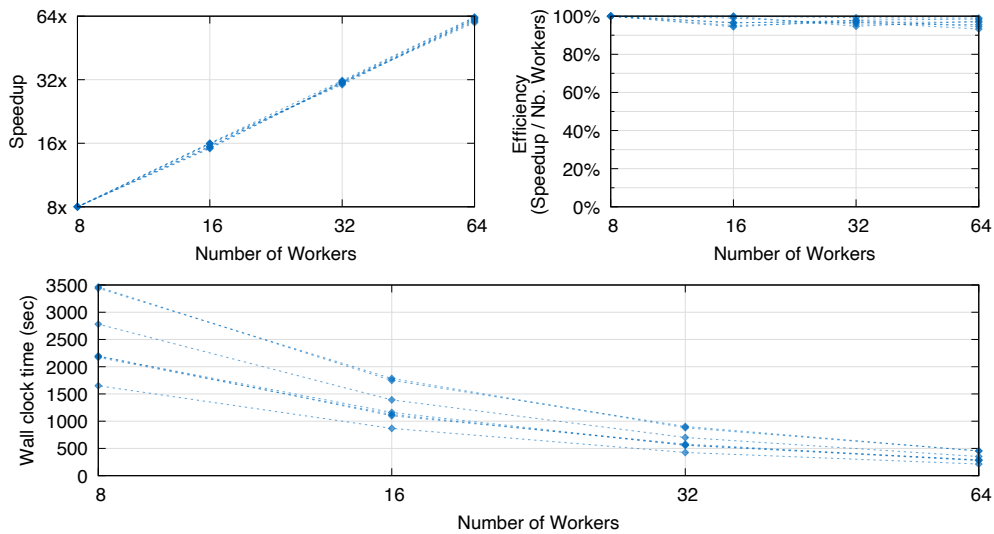 64x
32x
16x
8x
Speedup
8 16 32 64
Number of Workers
100%
80%
60%
40%
20%
0%
Efficiency
(Speedup / Nb. Workers)
8 16 32 64
Number of Workers
3500
3000
2500
2000
1500
1000
500
0
Wall clock time (sec)
8 16 32 64
Number of Workers